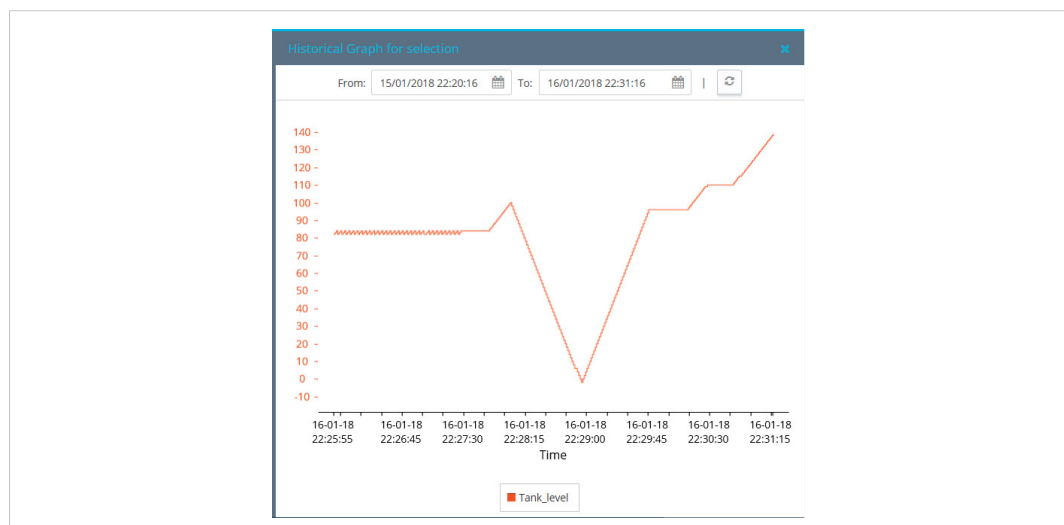 Historical Graph for selection
From: 15/01/2018 22:20:16 To: 16/01/2018 22:31:16 |
140
130
120
110
100
90
80
70
60
50
40
30
20
10
0
-10
16-01-18 16-01-18 16-01-18 16-01-18 16-01-18 16-01-18 16-01-18 16-01-18
22:25:55 22:26:45 22:27:30 22:28:15 22:29:00 22:29:45 22:30:30 22:31:15
Time
Tank_level